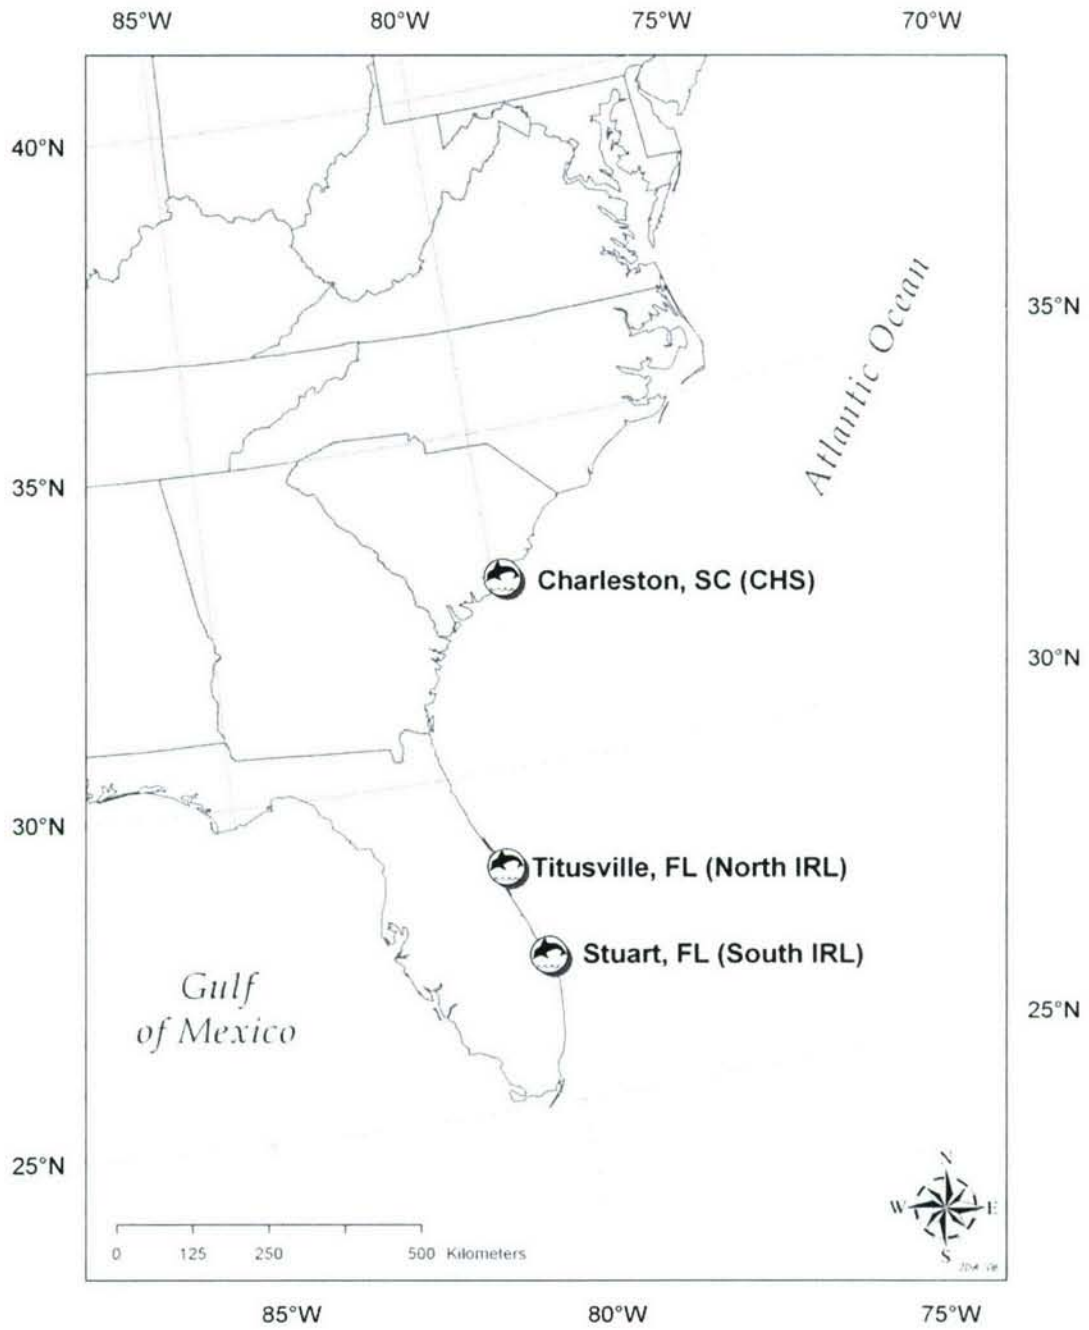 85°W 80°W 75°W 70°W
40°N
35°N
Atlantic Ocean
35°N
Charleston, SC (CHS)
30°N
30°N
Titusville, FL (North IRL)
Stuart, FL (South IRL)
Gulf
of Mexico
25°N
25°N
N
W E
S
0 125 250 500 Kilometers
85°W 80°W 75°W